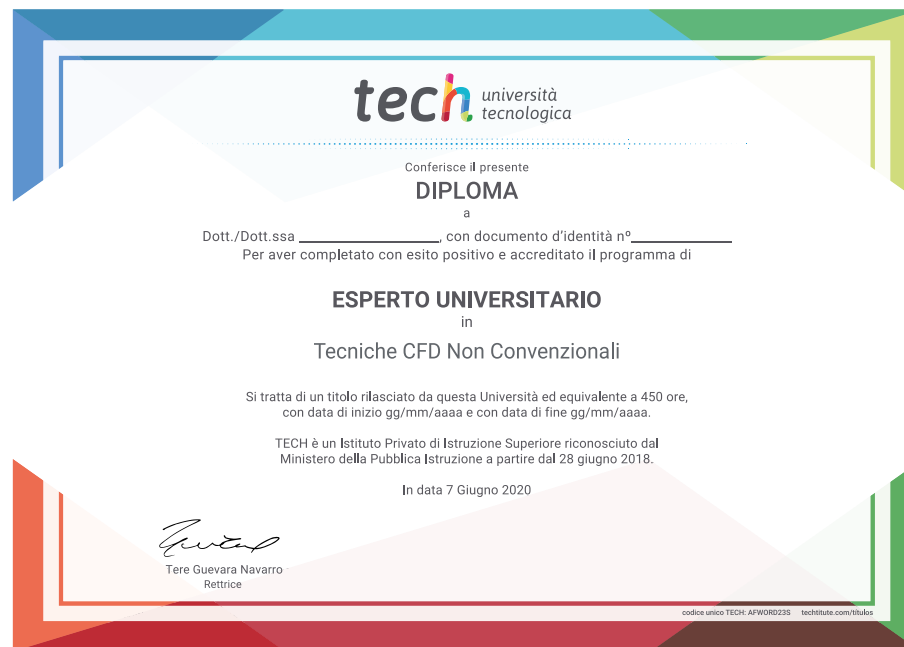 tech università
tecnologica
Conferisce il presente
DIPLOMA
a
Dott./Dott.ssa ________________, con documento d'identità nº____________
Per aver completato con esito positivo e accreditato il programma di
ESPERTO UNIVERSITARIO
in
Tecniche CFD Non Convenzionali
Si tratta di un titolo rilasciato da questa Università ed equivalente a 450 ore,
con data di inizio gg/mm/aaaa e con data di fine gg/mm/aaaa.
TECH è un Istituto Privato di Istruzione Superiore riconosciuto dal
Ministero della Pubblica Istruzione a partire dal 28 giugno 2018.
In data 7 Giugno 2020
Tere Guevara Navarro
Rettrice
codice unico TECH: AFWORD23S techtitute.com/títulos